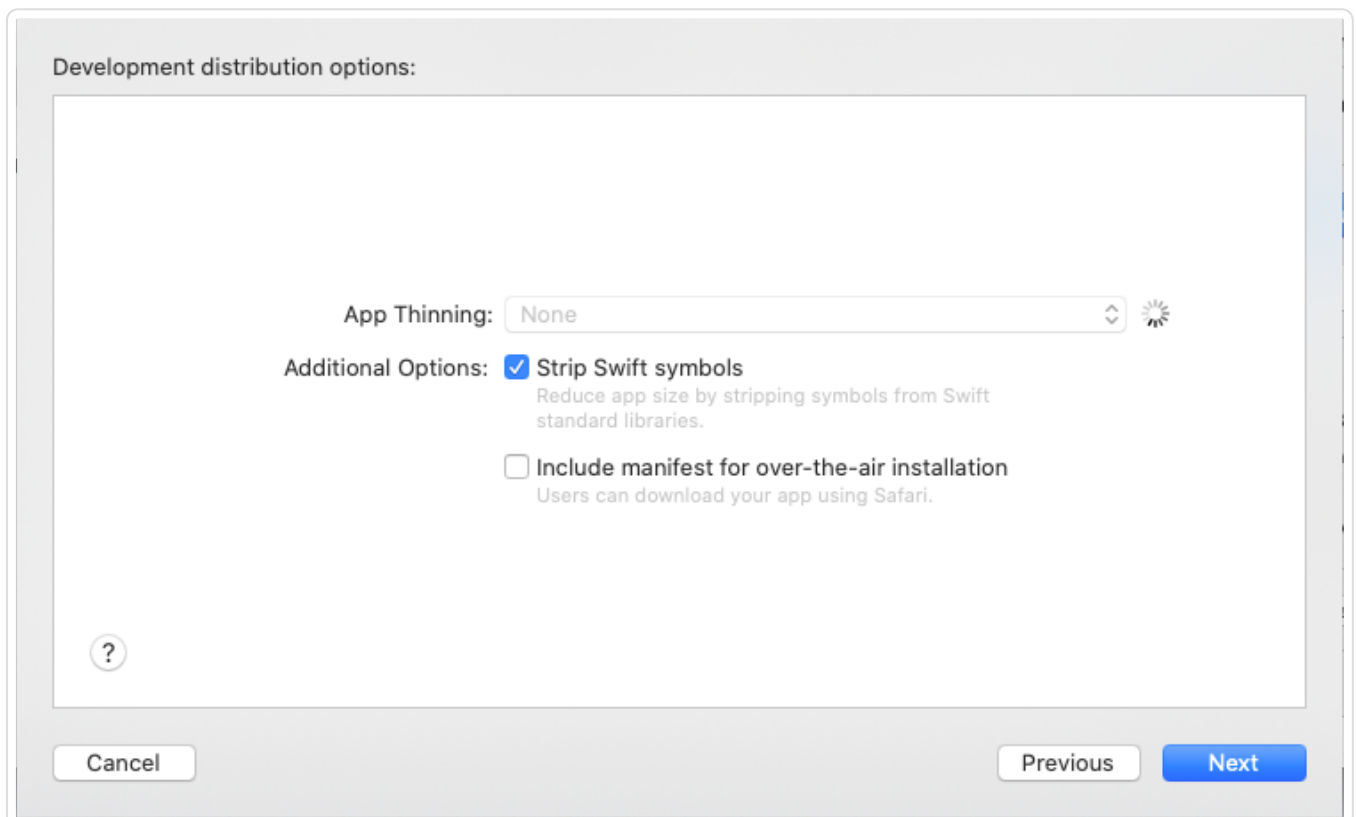 Development distribution options:
App Thinning: None
Additional Options: Strip Swift symbols
Reduce app size by stripping symbols from Swift
standard libraries.
Include manifest for over-the-air installation
Users can download your app using Safari.
?
Cancel Previous Next